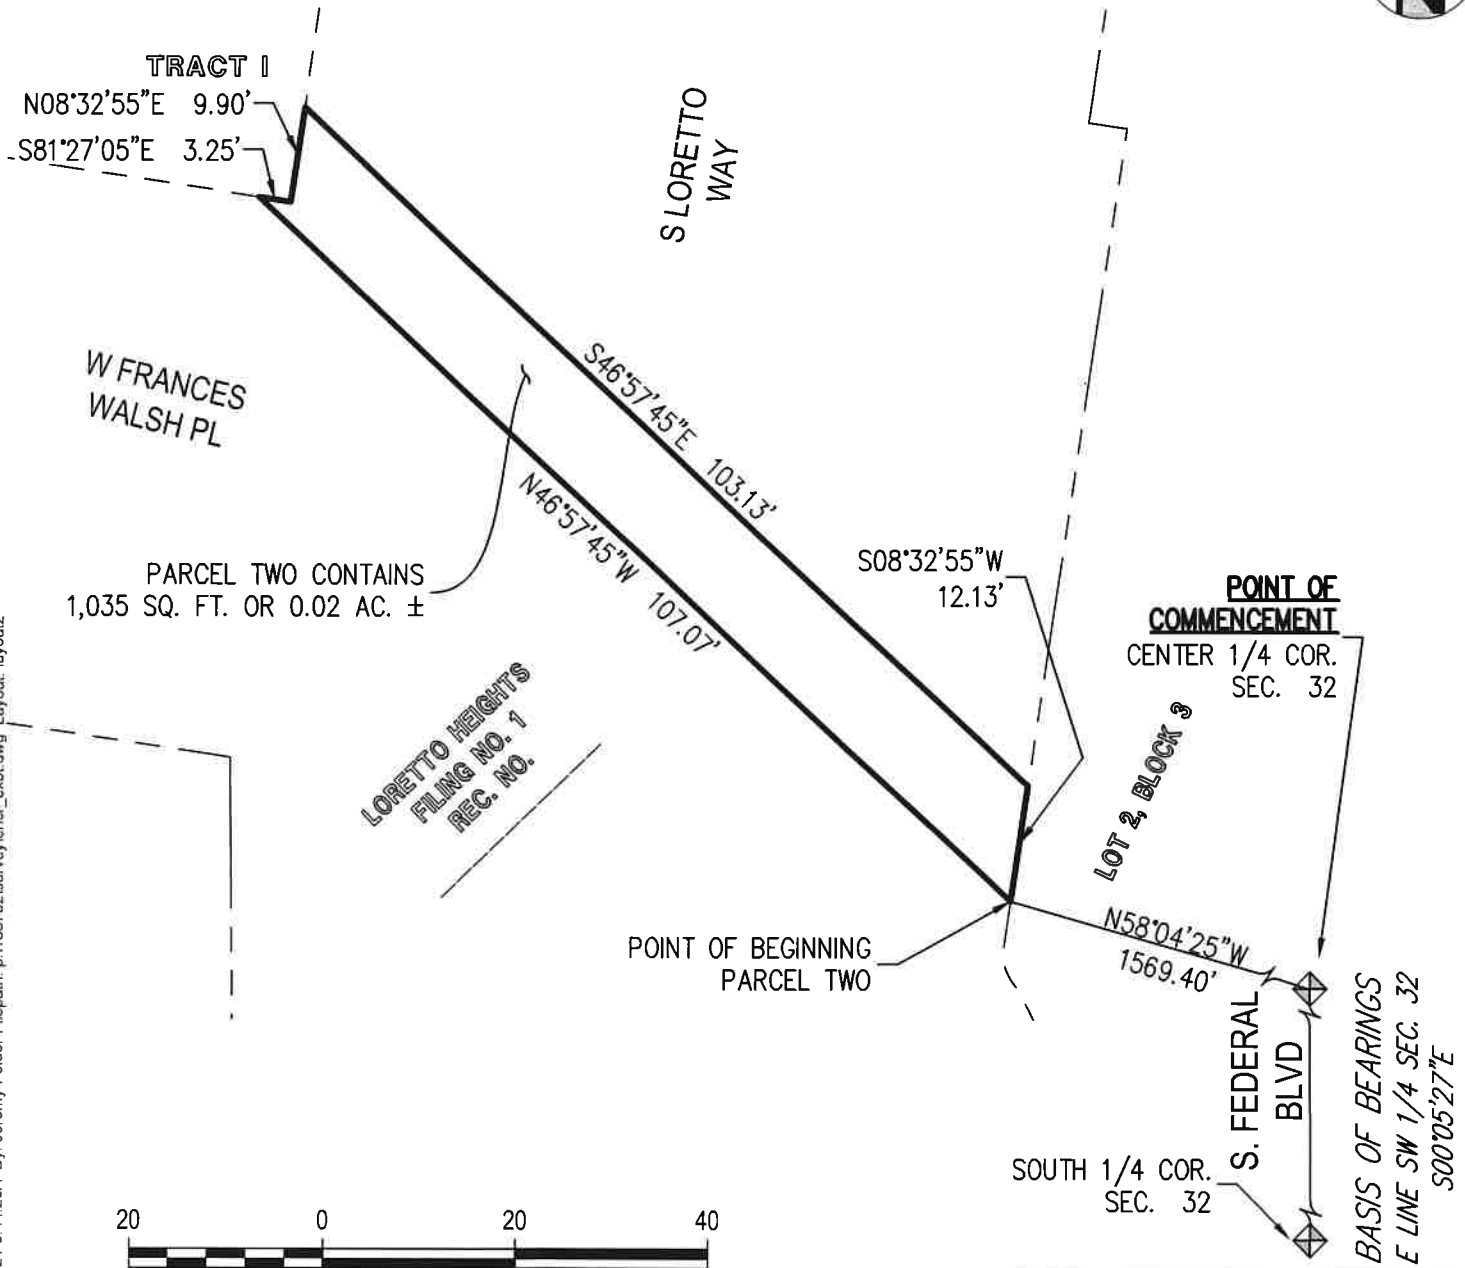 TRACT I
N08°32'55"E 9.90'
S81°27'05"E 3.25'
S LORETTO
WAY
W FRANCES
WALSH PL
S46°57'45"E 103.13'
N46°57'45"W 107.07'
PARCEL TWO CONTAINS
1,035 SQ. FT. OR 0.02 AC. ±
S08°32'55"W
12.13'
POINT OF
COMMENCEMENT
CENTER 1/4 COR.
SEC. 32
LORETTO HEIGHTS
FILING NO. 1
REC. NO.
LOT 2, BLOCK 3
POINT OF BEGINNING
PARCEL TWO
N58°04'25"W
1569.40'
S. FEDERAL
BLVD
BASIS OF BEARINGS
E LINE SW 1/4 SEC. 32
S00°05'27"E
SOUTH 1/4 COR.
SEC. 32
20 0 20 40